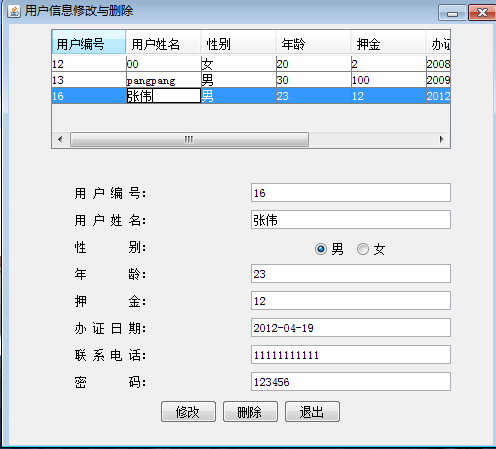 用户信息修改与删除
用户编号 用户姓名 性别 年龄 押金 办证
12 00 女 20 2 2008
13 pangpang 男 30 100 2009
16 张伟 男 23 12 2012
用 户 编 号： 16
用 户 姓 名： 张伟
性 别： 男 女
年 龄： 23
押 金： 12
办 证 日 期： 2012-04-19
联 系 电 话： 11111111111
密 码： 123456
修改 删除 退出